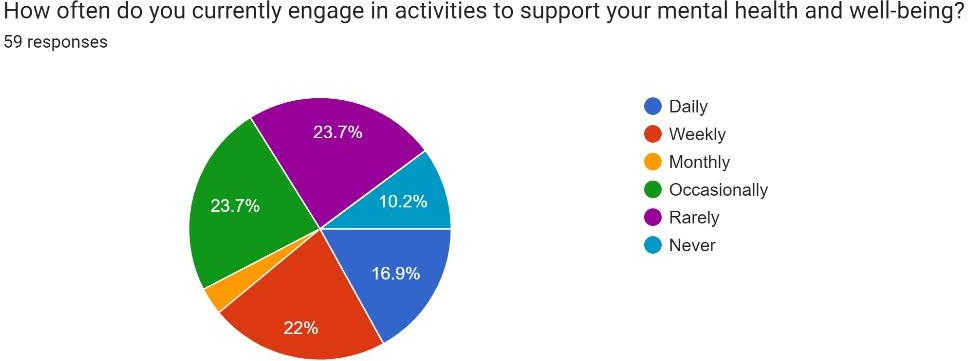 How often do you currently engage in activities to support your mental health and well-being?
59 responses
23.7%
10.2%
23.7%
16.9%
22%
Daily
Weekly
Monthly
Occasionally
Rarely
Never